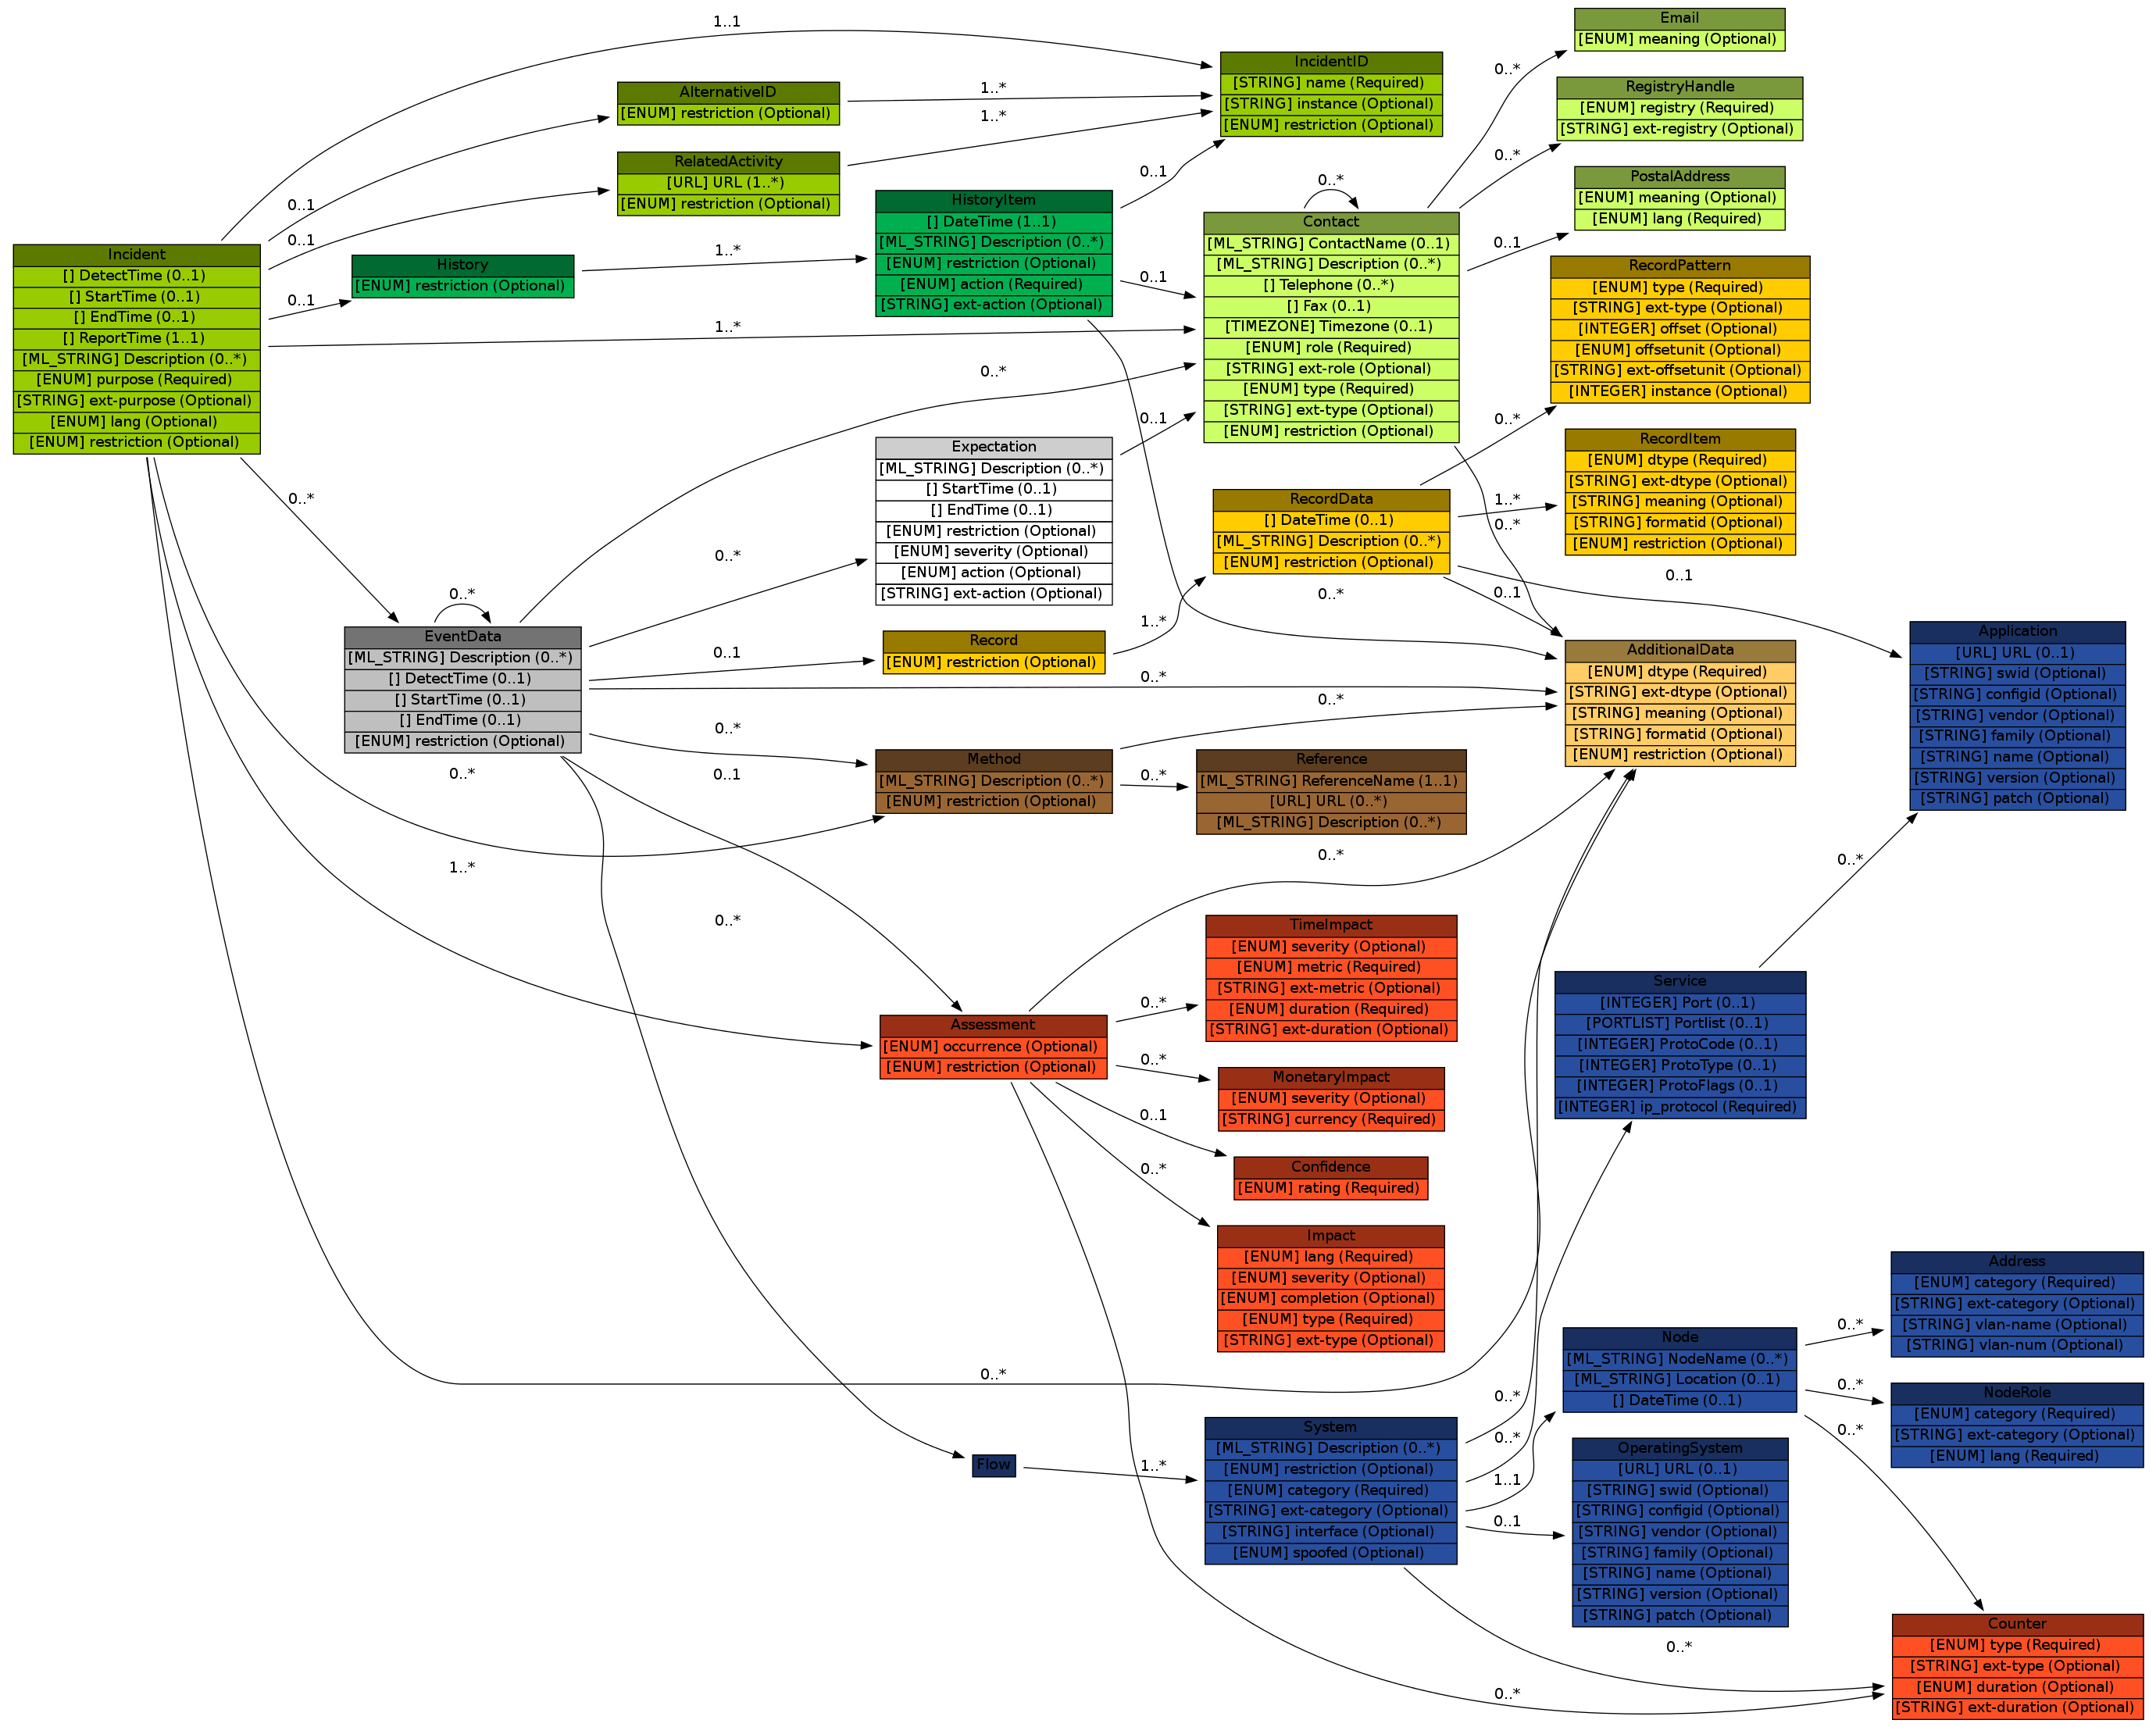 Incident
[] DetectTime (0..1)
[] StartTime (0..1)
[] EndTime (0..1)
[] ReportTime (1..1)
[ML_STRING] Description (0..*)
[ENUM] purpose (Required)
[STRING] ext-purpose (Optional)
[ENUM] lang (Optional)
[ENUM] restriction (Optional)
1..1
0..1
0..1
0..1
1..*
0..*
0..*
1..*
0..*
AlternativeID
[ENUM] restriction (Optional)
1..*
RelatedActivity
[URL] URL (1..*)
[ENUM] restriction (Optional)
1..*
History
[ENUM] restriction (Optional)
1..*
IncidentID
[STRING] name (Required)
[STRING] instance (Optional)
[ENUM] restriction (Optional)
HistoryItem
[] DateTime (1..1)
[ML_STRING] Description (0..*)
[ENUM] restriction (Optional)
[ENUM] action (Required)
[STRING] ext-action (Optional)
0..1
0..1
0..*
Contact
[ML_STRING] ContactName (0..1)
[ML_STRING] Description (0..*)
[] Telephone (0..*)
[] Fax (0..1)
[TIMEZONE] Timezone (0..1)
[ENUM] role (Required)
[STRING] ext-role (Optional)
[ENUM] type (Required)
[STRING] ext-type (Optional)
[ENUM] restriction (Optional)
0..*
0..*
0..*
0..1
0..*
Email
[ENUM] meaning (Optional)
RegistryHandle
[ENUM] registry (Required)
[STRING] ext-registry (Optional)
PostalAddress
[ENUM] meaning (Optional)
[ENUM] lang (Required)
EventData
[ML_STRING] Description (0..*)
[] DetectTime (0..1)
[] StartTime (0..1)
[] EndTime (0..1)
[ENUM] restriction (Optional)
0..*
0..*
0..*
0..1
0..*
0..*
0..1
0..*
Expectation
[ML_STRING] Description (0..*)
[] StartTime (0..1)
[] EndTime (0..1)
[ENUM] restriction (Optional)
[ENUM] severity (Optional)
[ENUM] action (Optional)
[STRING] ext-action (Optional)
0..1
Record
[ENUM] restriction (Optional)
1..*
RecordData
[] DateTime (0..1)
[ML_STRING] Description (0..*)
[ENUM] restriction (Optional)
0..*
1..*
0..1
0..1
RecordPattern
[ENUM] type (Required)
[STRING] ext-type (Optional)
[INTEGER] offset (Optional)
[ENUM] offsetunit (Optional)
[STRING] ext-offsetunit (Optional)
[INTEGER] instance (Optional)
RecordItem
[ENUM] dtype (Required)
[STRING] ext-dtype (Optional)
[STRING] meaning (Optional)
[STRING] formatid (Optional)
[ENUM] restriction (Optional)
AdditionalData
[ENUM] dtype (Required)
[STRING] ext-dtype (Optional)
[STRING] meaning (Optional)
[STRING] formatid (Optional)
[ENUM] restriction (Optional)
Application
[URL] URL (0..1)
[STRING] swid (Optional)
[STRING] configid (Optional)
[STRING] vendor (Optional)
[STRING] family (Optional)
[STRING] name (Optional)
[STRING] version (Optional)
[STRING] patch (Optional)
Method
[ML_STRING] Description (0..*)
[ENUM] restriction (Optional)
0..*
0..*
Reference
[ML_STRING] ReferenceName (1..1)
[URL] URL (0..*)
[ML_STRING] Description (0..*)
Assessment
[ENUM] occurrence (Optional)
[ENUM] restriction (Optional)
0..*
0..*
0..*
0..1
0..*
0..*
TimeImpact
[ENUM] severity (Optional)
[ENUM] metric (Required)
[STRING] ext-metric (Optional)
[ENUM] duration (Required)
[STRING] ext-duration (Optional)
MonetaryImpact
[ENUM] severity (Optional)
[STRING] currency (Required)
Confidence
[ENUM] rating (Required)
Impact
[ENUM] lang (Required)
[ENUM] severity (Optional)
[ENUM] completion (Optional)
[ENUM] type (Required)
[STRING] ext-type (Optional)
Flow
1..*
System
[ML_STRING] Description (0..*)
[ENUM] restriction (Optional)
[ENUM] category (Required)
[STRING] ext-category (Optional)
[STRING] interface (Optional)
[ENUM] spoofed (Optional)
0..*
0..*
1..1
0..1
0..*
Service
[INTEGER] Port (0..1)
[PORTLIST] Portlist (0..1)
[INTEGER] ProtoCode (0..1)
[INTEGER] ProtoType (0..1)
[INTEGER] ProtoFlags (0..1)
[INTEGER] ip_protocol (Required)
0..*
Node
[ML_STRING] NodeName (0..*)
[ML_STRING] Location (0..1)
[] DateTime (0..1)
0..*
0..*
0..*
OperatingSystem
[URL] URL (0..1)
[STRING] swid (Optional)
[STRING] configid (Optional)
[STRING] vendor (Optional)
[STRING] family (Optional)
[STRING] name (Optional)
[STRING] version (Optional)
[STRING] patch (Optional)
Address
[ENUM] category (Required)
[STRING] ext-category (Optional)
[STRING] vlan-name (Optional)
[STRING] vlan-num (Optional)
NodeRole
[ENUM] category (Required)
[STRING] ext-category (Optional)
[ENUM] lang (Required)
Counter
[ENUM] type (Required)
[STRING] ext-type (Optional)
[ENUM] duration (Optional)
[STRING] ext-duration (Optional)